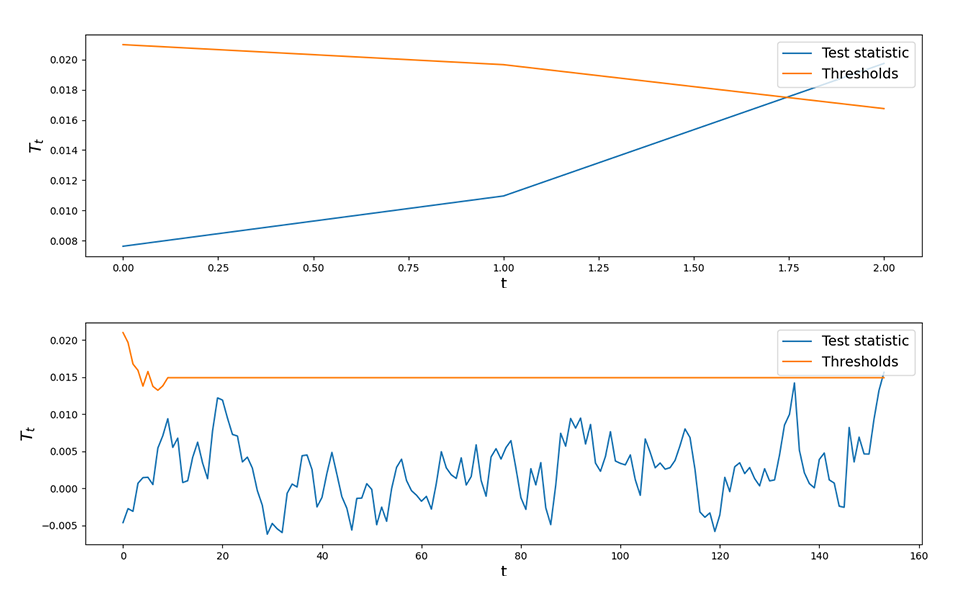 0.020
0.018
0.016
0.014
0.012
0.010
0.008
T_t
Test statistic
Thresholds
0.00 0.25 0.50 0.75 1.00 1.25 1.50 1.75 2.00
t
0.020
0.015
0.010
0.005
0.000
−0.005
T_t
Test statistic
Thresholds
0 20 40 60 80 100 120 140 160
t